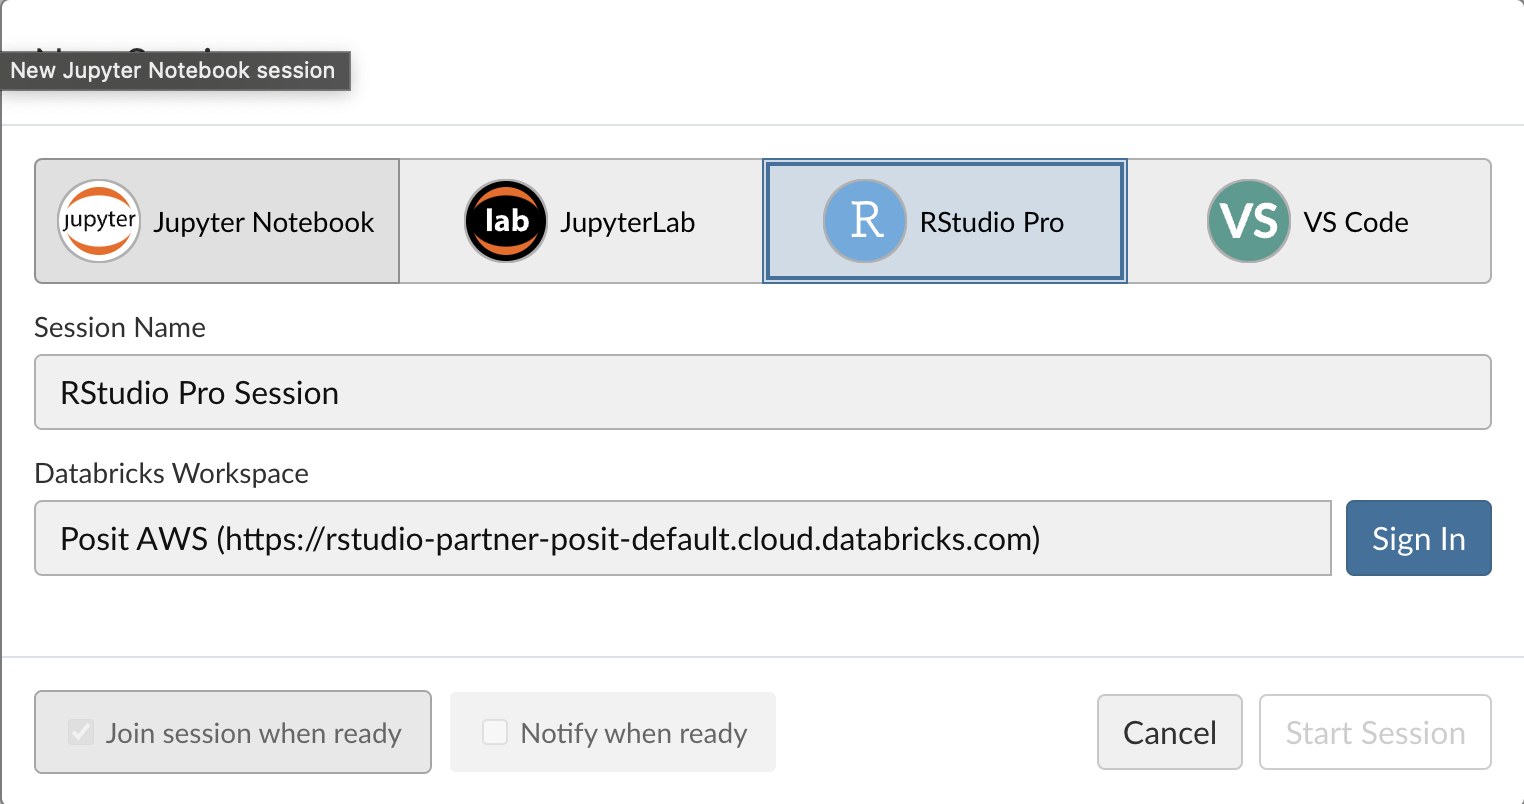 New Jupyter Notebook session
jupyter Jupyter Notebook
lab JupyterLab
R RStudio Pro
VS VS Code
Session Name
RStudio Pro Session
Databricks Workspace
Posit AWS (https://rstudio-partner-posit-default.cloud.databricks.com)
Sign In
Join session when ready
Notify when ready
Cancel
Start Session